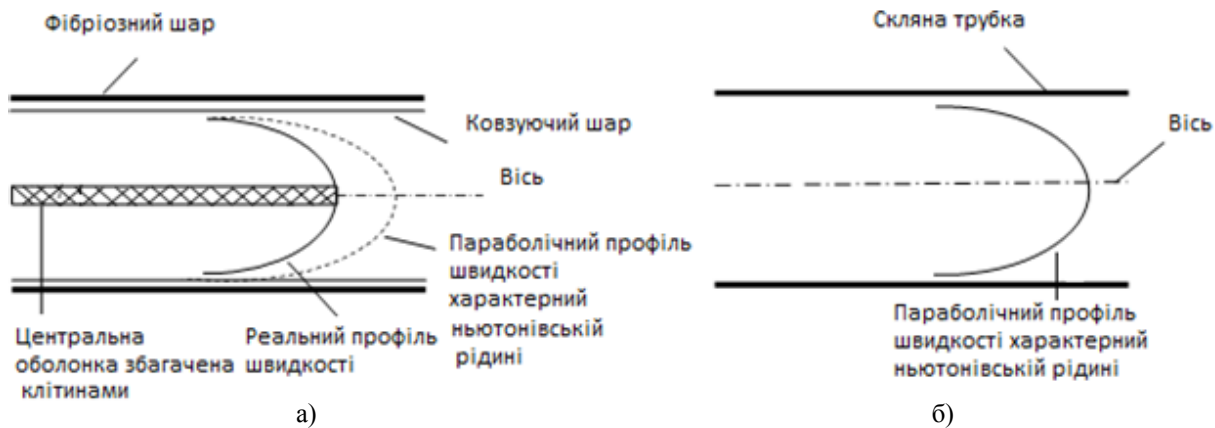 Фібріозний шар
Ковзуючий шар
Вісь
Параболічний профіль
швидкості
характерний
ньютонівській
рідині
Центральна
оболонка збагачена
клітинами
Реальний профіль
швидкості
а)
Скляна трубка
Вісь
Параболічний профіль
швидкості характерний
ньютонівській рідині
б)